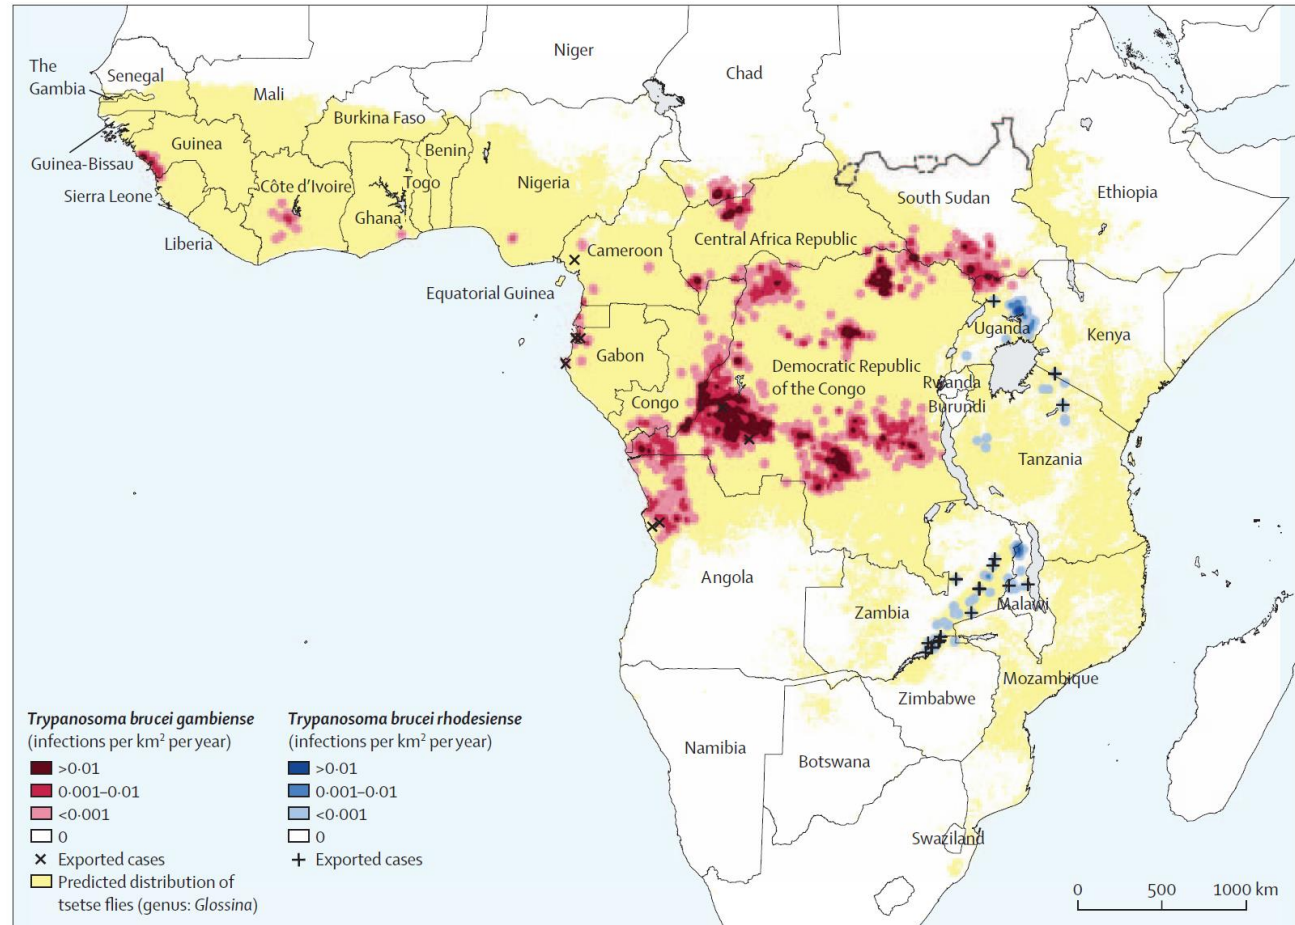 Niger
Chad
The
Gambia
Senegal
Mali
Burkina Faso
Guinea
Benin
Guinea-Bissau
Côte d’Ivoire
Togo
Nigeria
Sierra Leone
Ghana
South Sudan
Ethiopia
Liberia
Cameroon
Central Africa Republic
Equatorial Guinea
Uganda
Kenya
Gabon
Democratic Republic
of the Congo
Rwanda
Congo
Burundi
Tanzania
Angola
Zambia
Malawi
Mozambique
Zimbabwe
Namibia
Botswana
Swaziland
Trypanosoma brucei gambiense
(infections per km² per year)
>0·01
0·001–0·01
<0·001
0
× Exported cases
Predicted distribution of
tsetse flies (genus: Glossina)
Trypanosoma brucei rhodesiense
(infections per km² per year)
>0·01
0·001–0·01
<0·001
0
+ Exported cases
0 500 1000 km